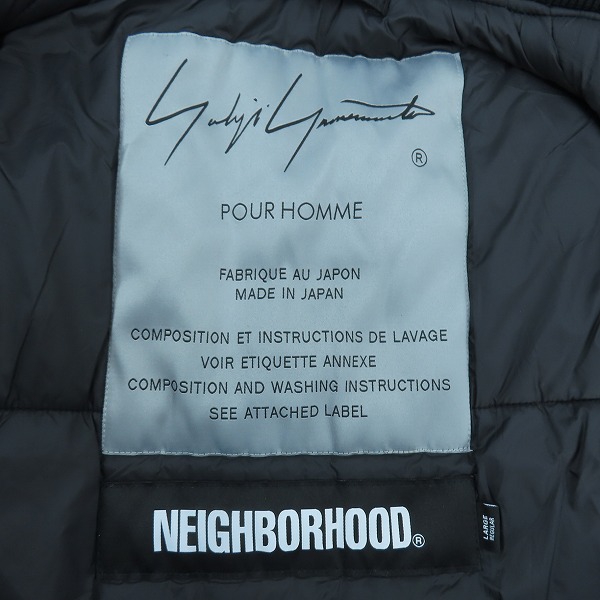 Yohji Yamamoto
®
POUR HOMME
FABRIQUE AU JAPON
MADE IN JAPAN
COMPOSITION ET INSTRUCTIONS DE LAVAGE
VOIR ETIQUETTE ANNEXE
COMPOSITION AND WASHING INSTRUCTIONS
SEE ATTACHED LABEL
NEIGHBORHOOD®
LARGE
REGULAR